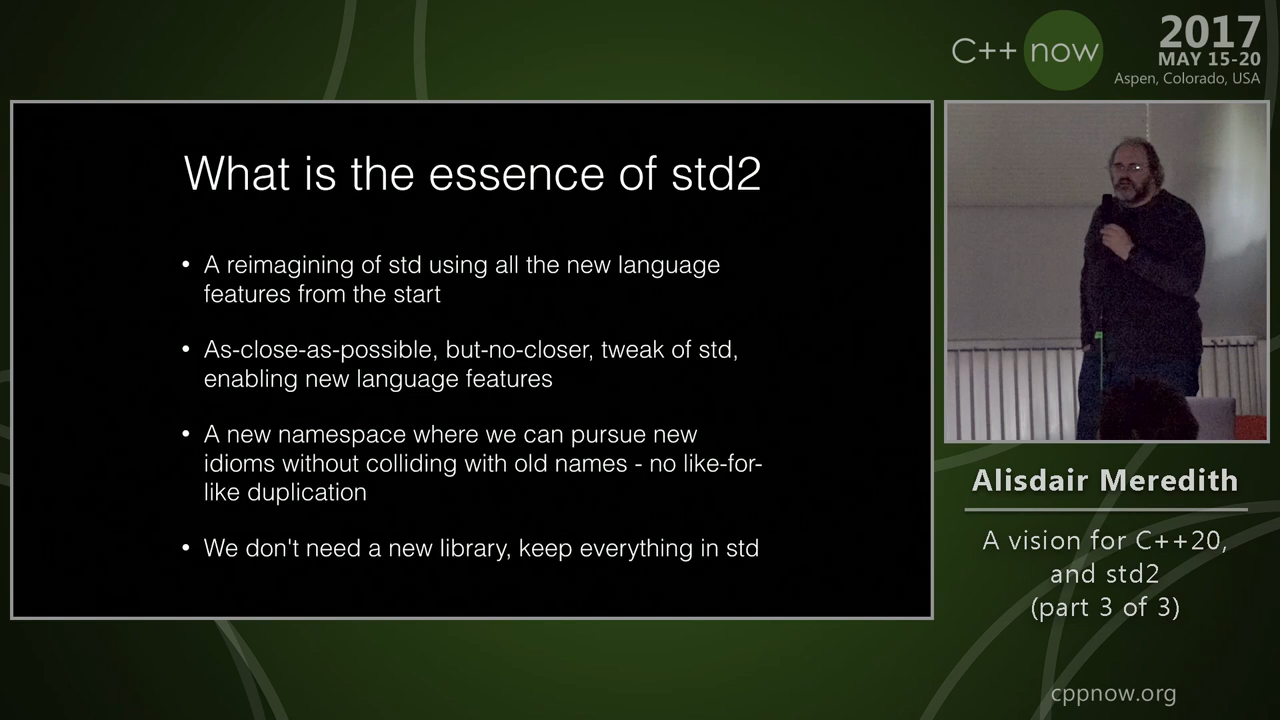 C++ now
2017
MAY 15-20
Aspen, Colorado, USA
What is the essence of std2
• A reimagining of std using all the new language
features from the start
• As-close-as-possible, but-no-closer, tweak of std,
enabling new language features
• A new namespace where we can pursue new
idioms without colliding with old names - no like-for-
like duplication
• We don't need a new library, keep everything in std
Alisdair Meredith
A vision for C++20,
and std2
(part 3 of 3)
cppnow.org